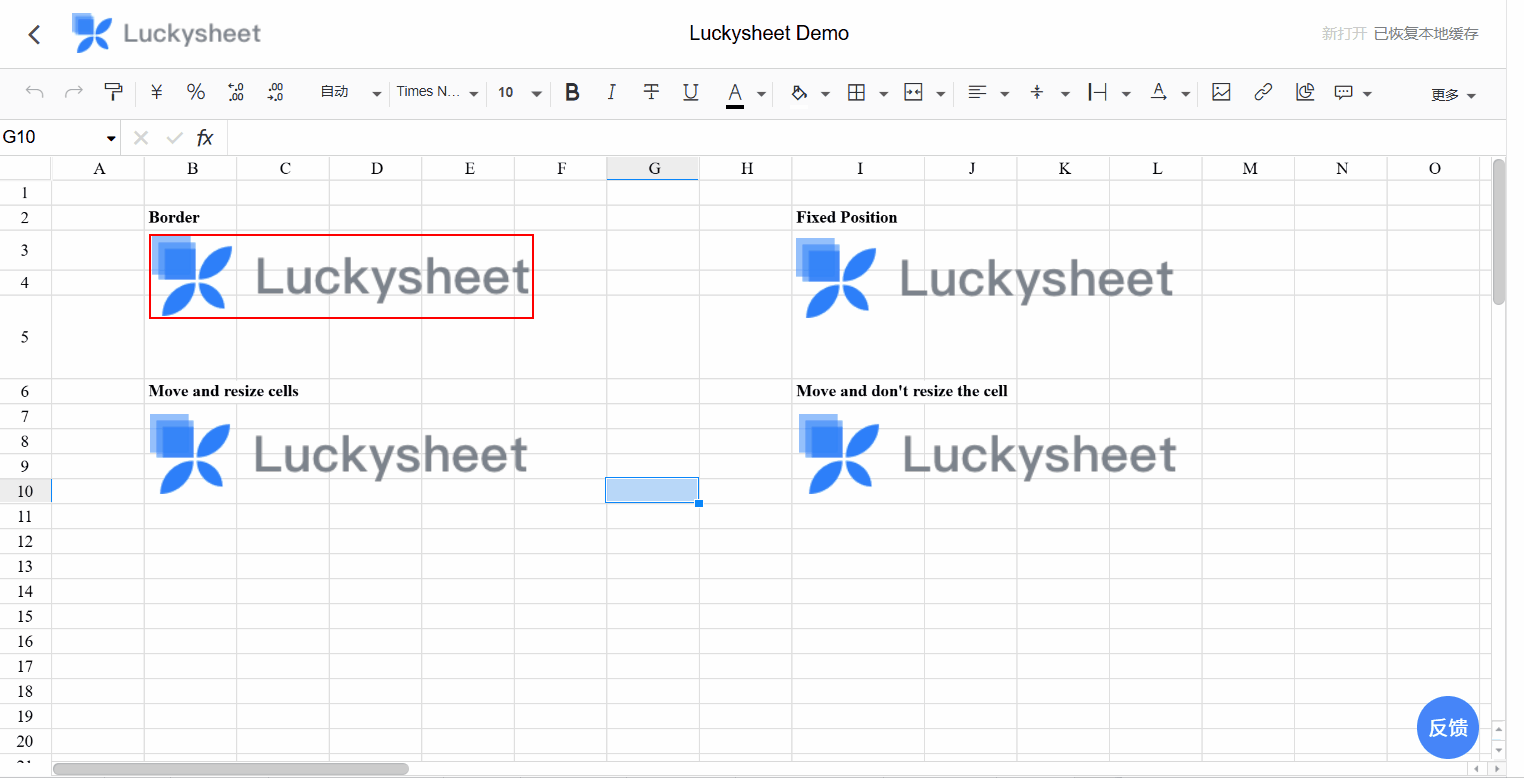 Luckysheet
Luckysheet Demo
新打开 已恢复本地缓存
¥ % .0 .00 .00 .0 自动 Times N... 10 B I T U A A 更多
G10 fx
A B C D E F G H I J K L M N O
1
2 Border Fixed Position
3
Luckysheet Luckysheet
4
5
6 Move and resize cells Move and don't resize the cell
7
8
Luckysheet Luckysheet
9
10
11
12
13
14
15
16
17
18
19
反馈
20
21